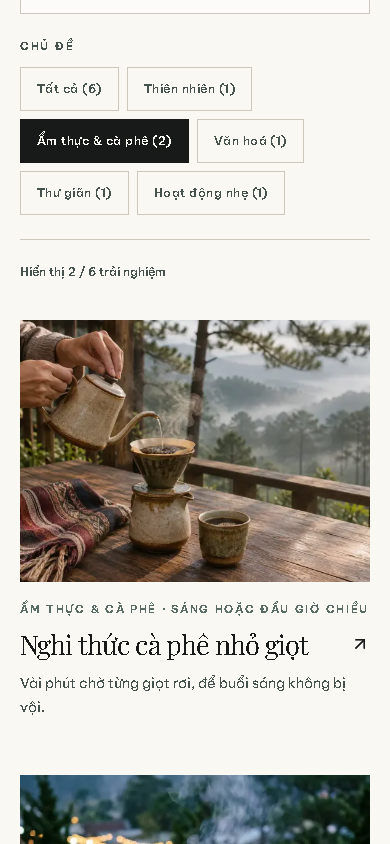 CHỦ ĐỀ
Tất cả (6)
Thiên nhiên (1)
Ẩm thực & cà phê (2)
Văn hoá (1)
Thư giãn (1)
Hoạt động nhẹ (1)
Hiển thị 2 / 6 trải nghiệm
ẨM THỰC & CÀ PHÊ · SÁNG HOẶC ĐẦU GIỜ CHIỀU
Nghi thức cà phê nhỏ giọt
Vài phút chờ từng giọt rơi, để buổi sáng không bị
vội.